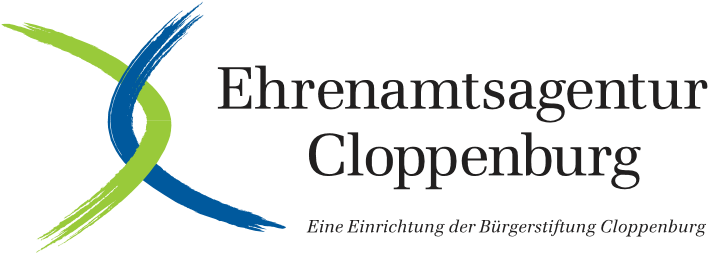 Ehrenamtsagentur
Cloppenburg
Eine Einrichtung der Bürgerstiftung Cloppenburg